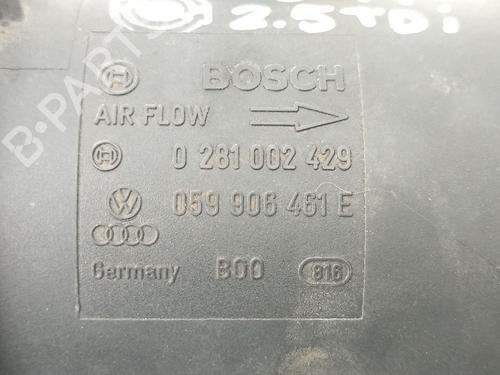 2.5TDi
BOSCH
AIR FLOW
0 281 002 429
059 906 461 E
Germany B00 816
B-PARTS